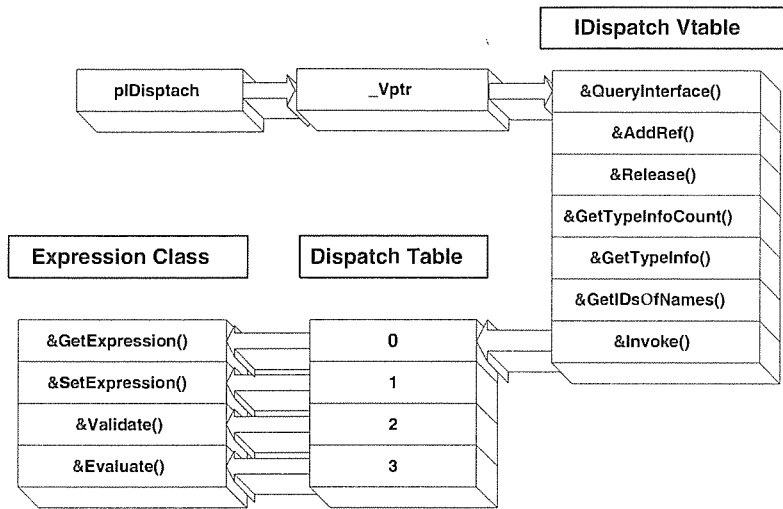 IDispatch Vtable
pIDisptach
_Vptr
&QueryInterface()
&AddRef()
&Release()
&GetTypeInfoCount()
&GetTypeInfo()
&GetIDsOfNames()
&Invoke()
Expression Class
Dispatch Table
&GetExpression()
0
&SetExpression()
1
&Validate()
2
&Evaluate()
3